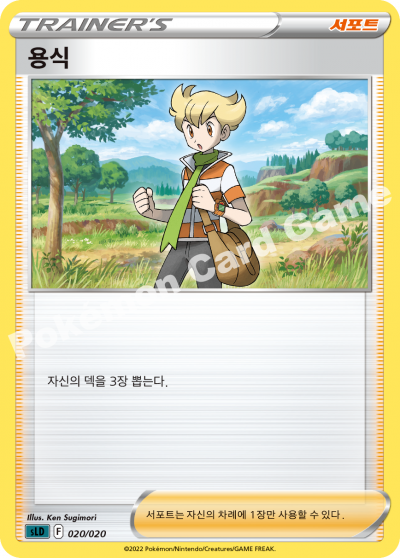 TRAINER'S 서포트
용식
Pokémon Card Game
자신의 덱을 3장 뽑는다.
Illus. Ken Sugimori
sLD F 020/020
서포트는 자신의 차례에 1장만 사용할 수 있다.
©2022 Pokémon/Nintendo/Creatures/GAME FREAK.